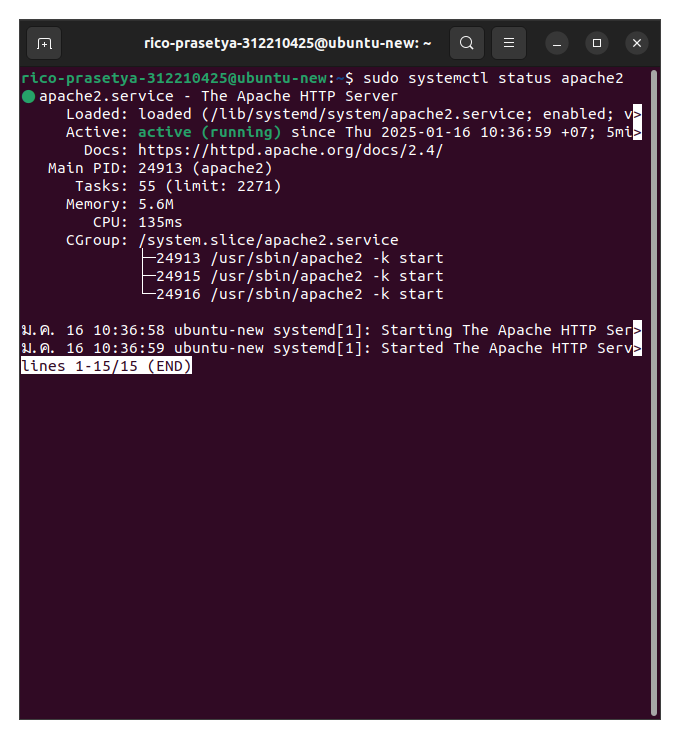 rico-prasetya-312210425@ubuntu-new: ~
rico-prasetya-312210425@ubuntu-new:~$ sudo systemctl status apache2
● apache2.service - The Apache HTTP Server
     Loaded: loaded (/lib/systemd/system/apache2.service; enabled; v>
     Active: active (running) since Thu 2025-01-16 10:36:59 +07; 5mi>
       Docs: https://httpd.apache.org/docs/2.4/
   Main PID: 24913 (apache2)
      Tasks: 55 (limit: 2271)
     Memory: 5.6M
        CPU: 135ms
     CGroup: /system.slice/apache2.service
             ├─24913 /usr/sbin/apache2 -k start
             ├─24915 /usr/sbin/apache2 -k start
             └─24916 /usr/sbin/apache2 -k start
ม.ค. 16 10:36:58 ubuntu-new systemd[1]: Starting The Apache HTTP Ser>
ม.ค. 16 10:36:59 ubuntu-new systemd[1]: Started The Apache HTTP Serv>
lines 1-15/15 (END)